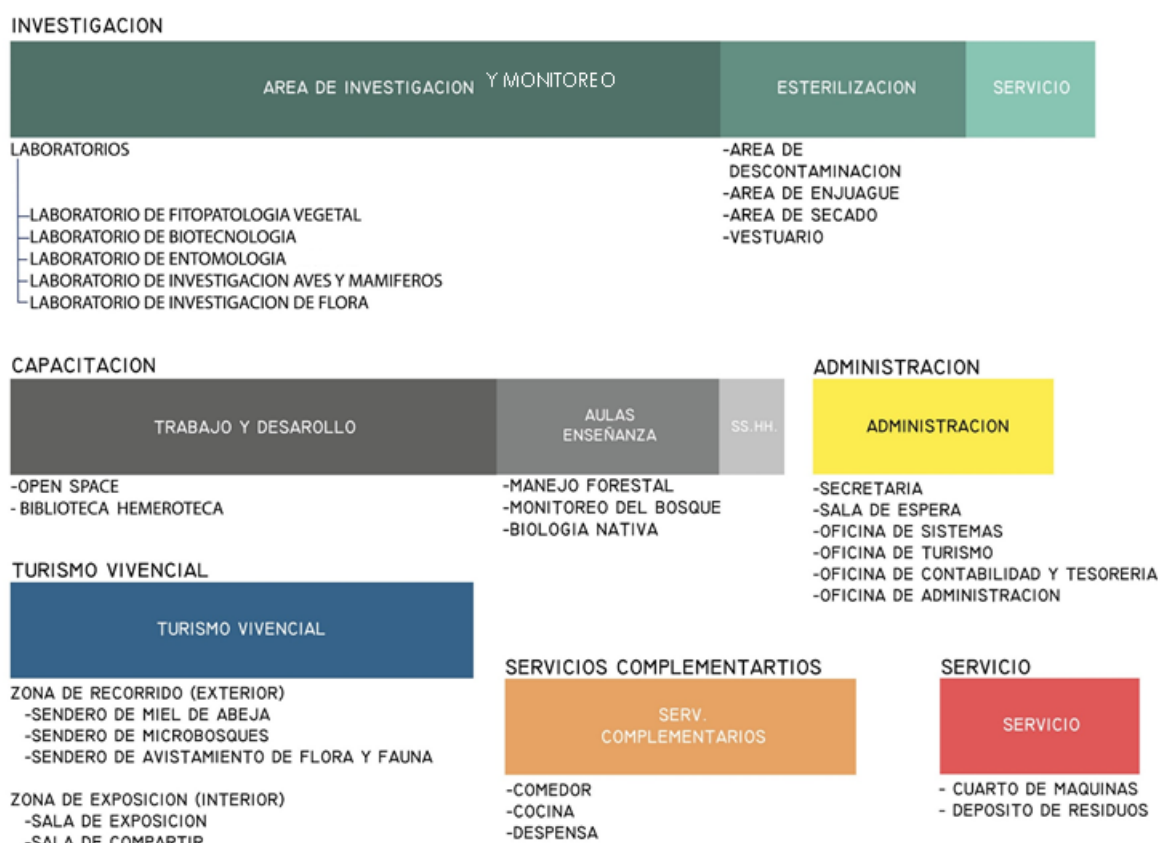 INVESTIGACION
AREA DE INVESTIGACION Y MONITOREO
ESTERILIZACION
SERVICIO
LABORATORIOS
-LABORATORIO DE FITOPATOLOGIA VEGETAL
-LABORATORIO DE BIOTECNOLOGIA
-LABORATORIO DE ENTOMOLOGIA
-LABORATORIO DE INVESTIGACION AVES Y MAMIFEROS
-LABORATORIO DE INVESTIGACION DE FLORA
-AREA DE
DESCONTAMINACION
-AREA DE ENJUAGUE
-AREA DE SECADO
-VESTUARIO
CAPACITACION
TRABAJO Y DESAROLLO
AULAS
ENSEÑANZA
SS.HH.
-OPEN SPACE
- BIBLIOTECA HEMEROTECA
-MANEJO FORESTAL
-MONITOREO DEL BOSQUE
-BIOLOGIA NATIVA
ADMINISTRACION
ADMINISTRACION
-SECRETARIA
-SALA DE ESPERA
-OFICINA DE SISTEMAS
-OFICINA DE TURISMO
-OFICINA DE CONTABILIDAD Y TESORERIA
-OFICINA DE ADMINISTRACION
TURISMO VIVENCIAL
TURISMO VIVENCIAL
ZONA DE RECORRIDO (EXTERIOR)
-SENDERO DE MIEL DE ABEJA
-SENDERO DE MICROBOSQUES
-SENDERO DE AVISTAMIENTO DE FLORA Y FAUNA
ZONA DE EXPOSICION (INTERIOR)
-SALA DE EXPOSICION
-SALA DE COMPARTIR
SERVICIOS COMPLEMENTARTIOS
SERV.
COMPLEMENTARIOS
-COMEDOR
-COCINA
-DESPENSA
SERVICIO
SERVICIO
- CUARTO DE MAQUINAS
- DEPOSITO DE RESIDUOS